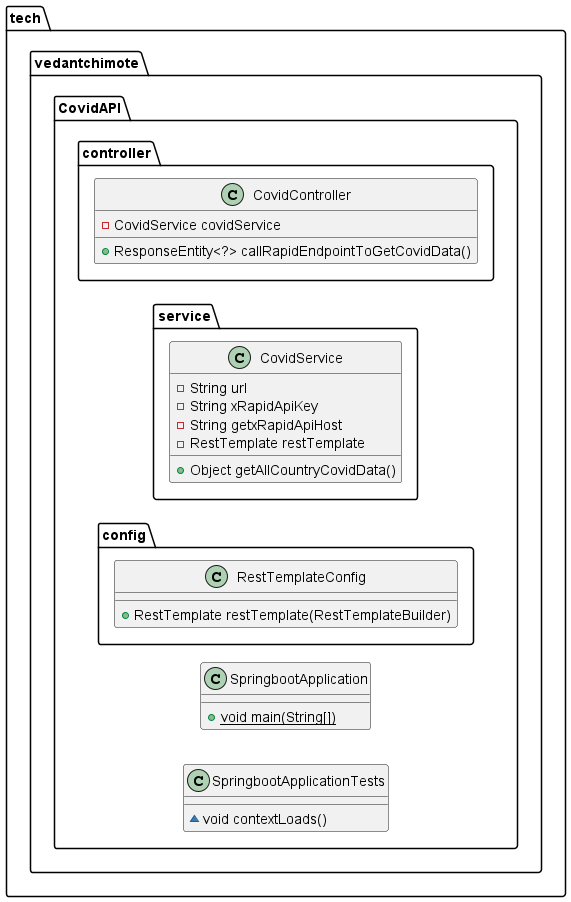 tech
vedantchimote
CovidAPI
controller
C CovidController
CovidService covidService
ResponseEntity<?> callRapidEndpointToGetCovidData()
service
C CovidService
String url
String xRapidApiKey
String getxRapidApiHost
RestTemplate restTemplate
Object getAllCountryCovidData()
config
C RestTemplateConfig
RestTemplate restTemplate(RestTemplateBuilder)
C SpringbootApplication
void main(String[])
C SpringbootApplicationTests
void contextLoads()